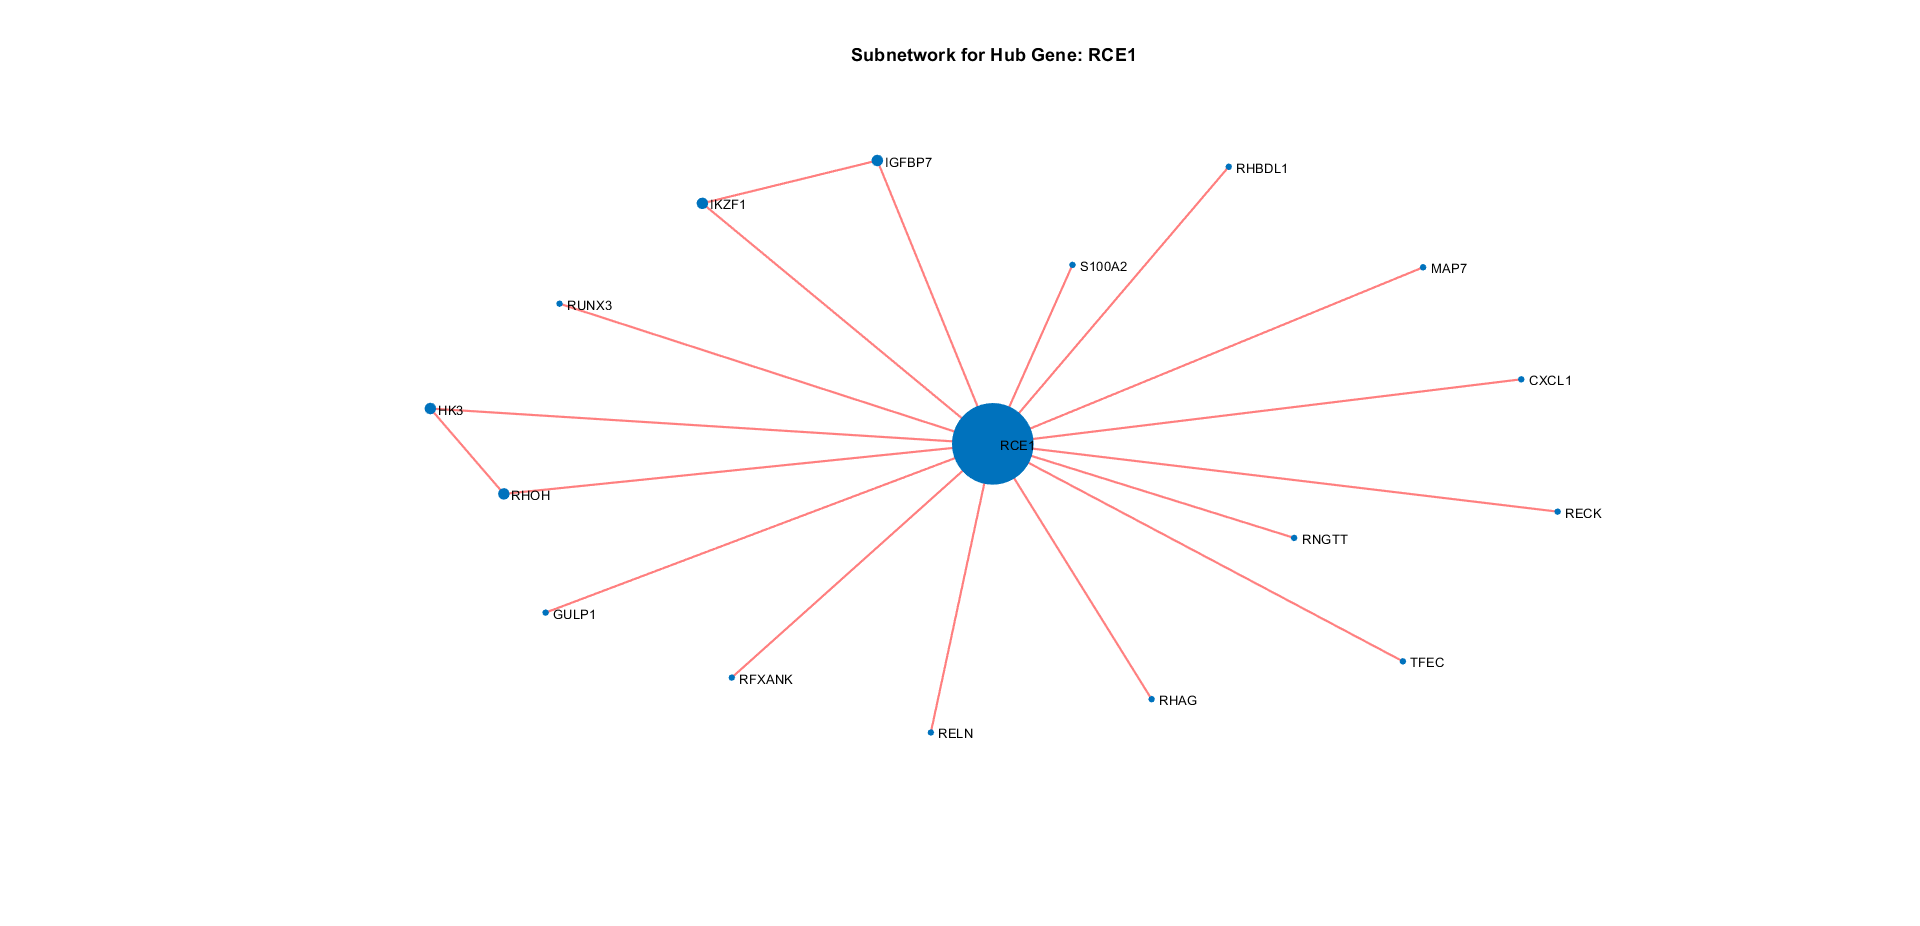 Subnetwork for Hub Gene: RCE1
IGFBP7
RHBDL1
IKZF1
S100A2
MAP7
RUNX3
CXCL1
HK3
RCE1
RHOH
RECK
RNGTT
GULP1
TFEC
RFXANK
RHAG
RELN